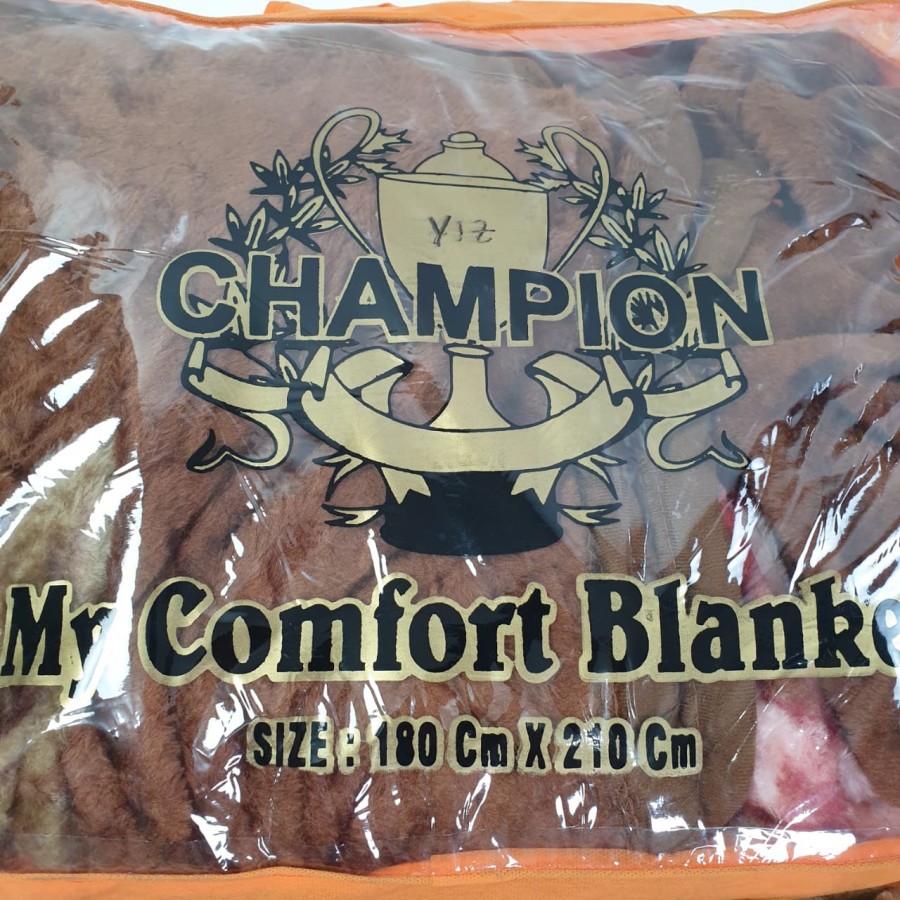 CHAMPION
My Comfort Blanke
SIZE : 180 Cm X 210 Cm